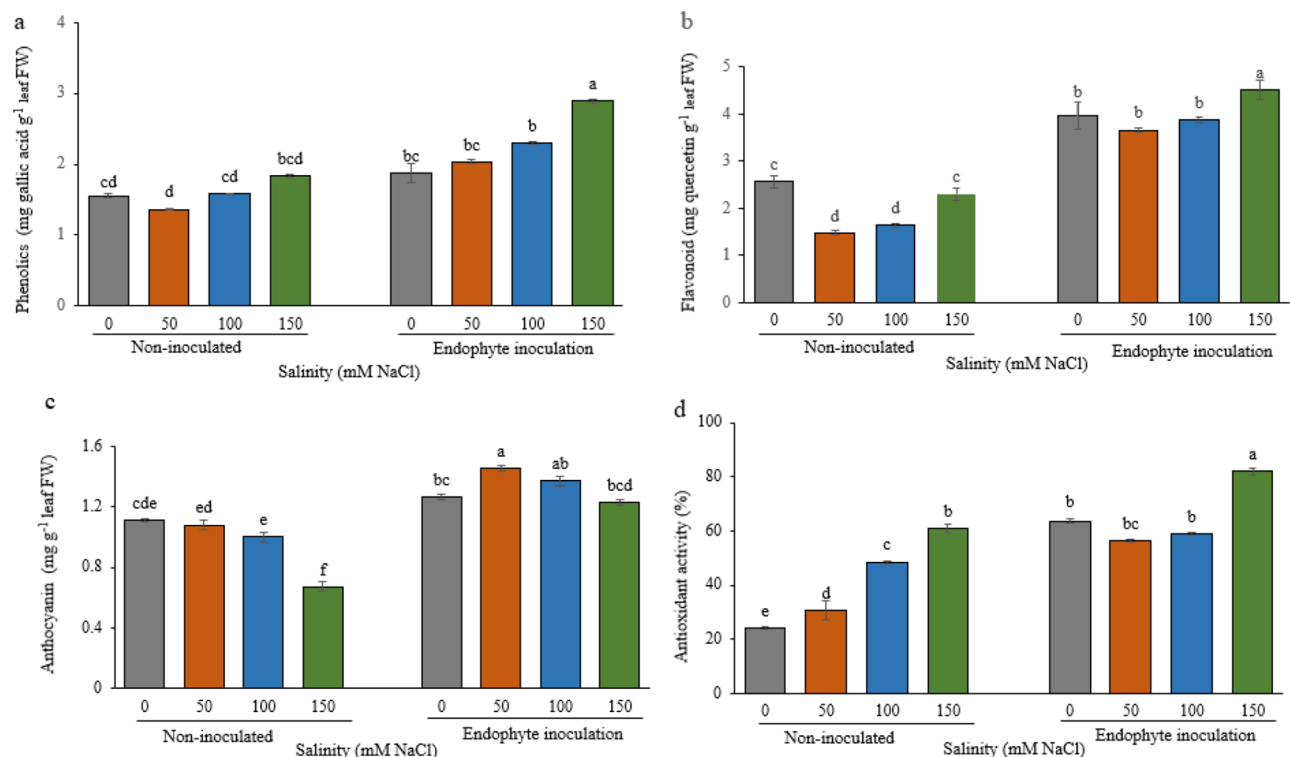 a
Phenolics (mg gallic acid g-1 leaf FW)
4
3
2
1
0
cd
d
cd
bcd
bc
bc
b
a
0 50 100 150 0 50 100 150
Non-inoculated Endophyte inoculation
Salinity (mM NaCl)
b
Flavonoid (mg quercetin g-1 leaf FW)
5
4
3
2
1
0
c
d
d
c
b
b
b
a
0 50 100 150 0 50 100 150
Non-inoculated Endophyte inoculation
Salinity (mM NaCl)
c
Anthocyanin (mg g-1 leaf FW)
1.6
1.2
0.8
0.4
0
cde
ed
e
f
bc
a
ab
bcd
0 50 100 150 0 50 100 150
Non-inoculated Endophyte inoculation
Salinity (mM NaCl)
d
Antioxidant activity (%)
100
80
60
40
20
0
e
d
c
b
b
bc
b
a
0 50 100 150 0 50 100 150
Non-inoculated Endophyte inoculation
Salinity (mM NaCl)